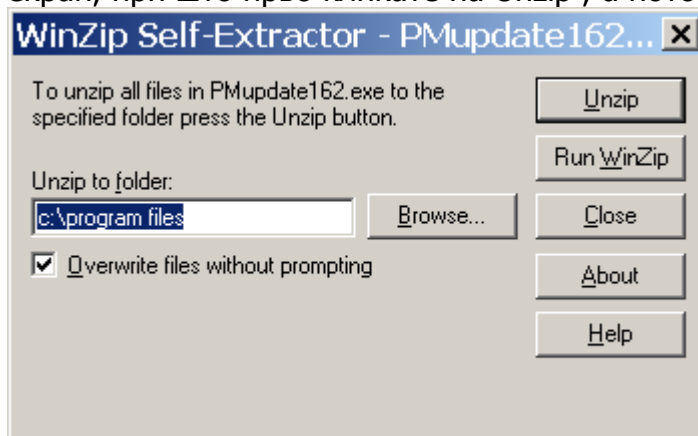 WinZip Self-Extractor - PMupdate162...
To unzip all files in PMupdate162.exe to the
specified folder press the Unzip button.
Unzip to folder:
c:\program files
Browse...
Overwrite files without prompting
Unzip
Run WinZip
Close
About
Help